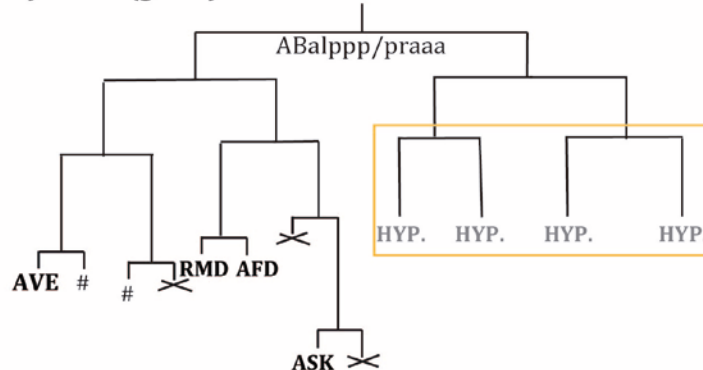 ABalppp/praaa
HYP. HYP. HYP. HYP
RMD AFD
AVE # #
ASK